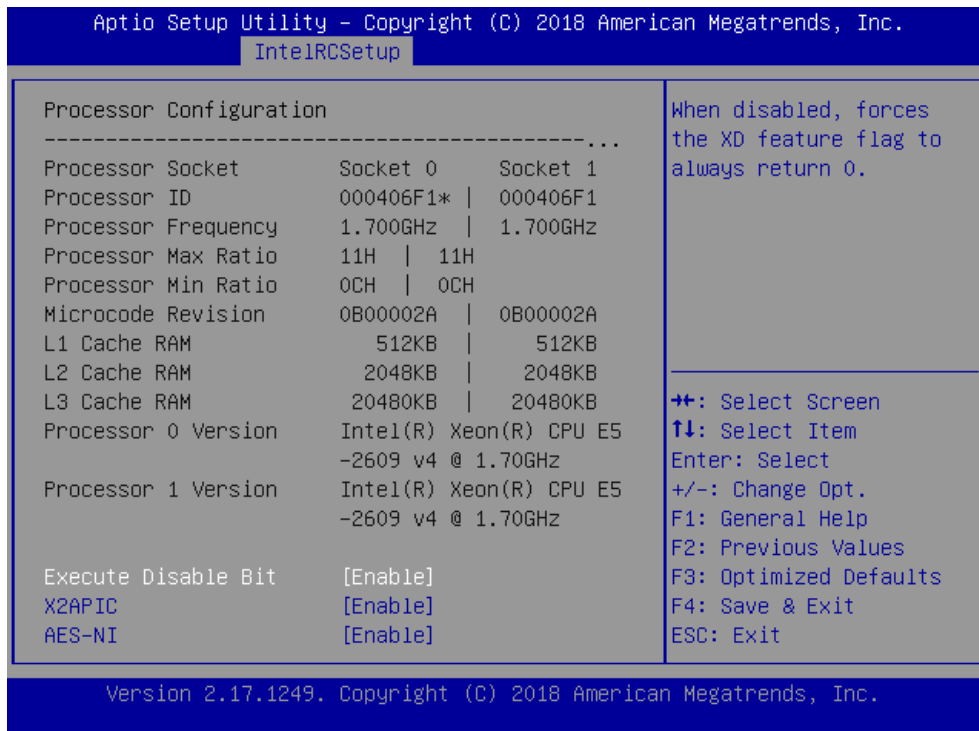 Aptio Setup Utility – Copyright (C) 2018 American Megatrends, Inc.
IntelRCSetup
Processor Configuration
--------------------------------------------...
Processor Socket Socket 0 Socket 1
Processor ID 000406F1* | 000406F1
Processor Frequency 1.700GHz | 1.700GHz
Processor Max Ratio 11H | 11H
Processor Min Ratio 0CH | 0CH
Microcode Revision 0B00002A | 0B00002A
L1 Cache RAM 512KB | 512KB
L2 Cache RAM 2048KB | 2048KB
L3 Cache RAM 20480KB | 20480KB
Processor 0 Version Intel(R) Xeon(R) CPU E5
-2609 v4 @ 1.70GHz
Processor 1 Version Intel(R) Xeon(R) CPU E5
-2609 v4 @ 1.70GHz
Execute Disable Bit [Enable]
X2APIC [Enable]
AES-NI [Enable]
When disabled, forces
the XD feature flag to
always return 0.
→←: Select Screen
↑↓: Select Item
Enter: Select
+/-: Change Opt.
F1: General Help
F2: Previous Values
F3: Optimized Defaults
F4: Save & Exit
ESC: Exit
Version 2.17.1249. Copyright (C) 2018 American Megatrends, Inc.